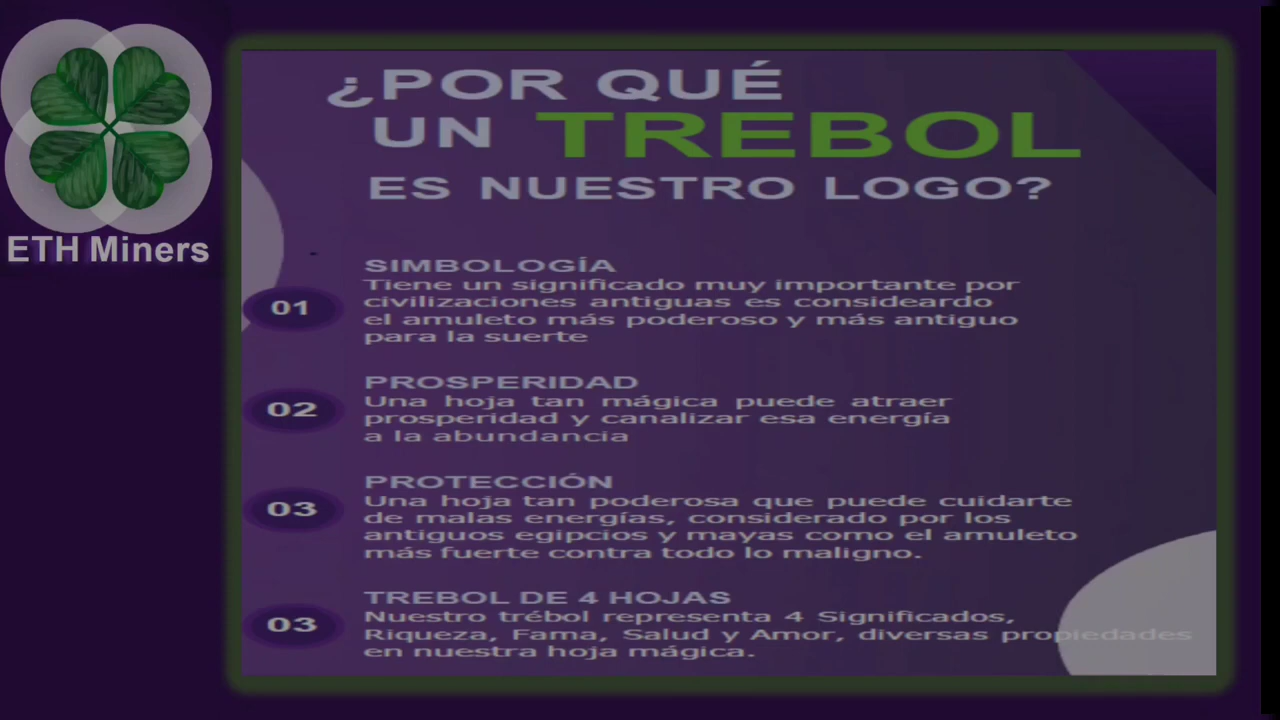 ETH Miners
¿POR QUÉ
UN TREBOL
ES NUESTRO LOGO?
01
SIMBOLOGÍA
Tiene un significado muy importante por
civilizaciones antiguas es consideardo
el amuleto más poderoso y más antiguo
para la suerte
02
PROSPERIDAD
Una hoja tan mágica puede atraer
prosperidad y canalizar esa energía
a la abundancia
03
PROTECCIÓN
Una hoja tan poderosa que puede cuidarte
de malas energías, considerado por los
antiguos egipcios y mayas como el amuleto
más fuerte contra todo lo maligno.
03
TREBOL DE 4 HOJAS
Nuestro trébol representa 4 Significados,
Riqueza, Fama, Salud y Amor, diversas propiedades
en nuestra hoja mágica.